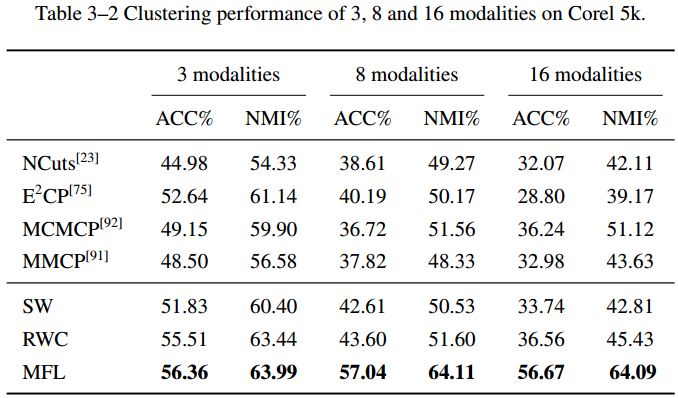 Table 3–2 Clustering performance of 3, 8 and 16 modalities on Corel 5k.
3 modalities 8 modalities 16 modalities
ACC% NMI% ACC% NMI% ACC% NMI%
NCuts[23] 44.98 54.33 38.61 49.27 32.07 42.11
E²CP[75] 52.64 61.14 40.19 50.17 28.80 39.17
MCMCP[92] 49.15 59.90 36.72 51.56 36.24 51.12
MMCP[91] 48.50 56.58 37.82 48.33 32.98 43.63
SW 51.83 60.40 42.61 50.53 33.74 42.81
RWC 55.51 63.44 43.60 51.60 36.56 45.43
MFL 56.36 63.99 57.04 64.11 56.67 64.09